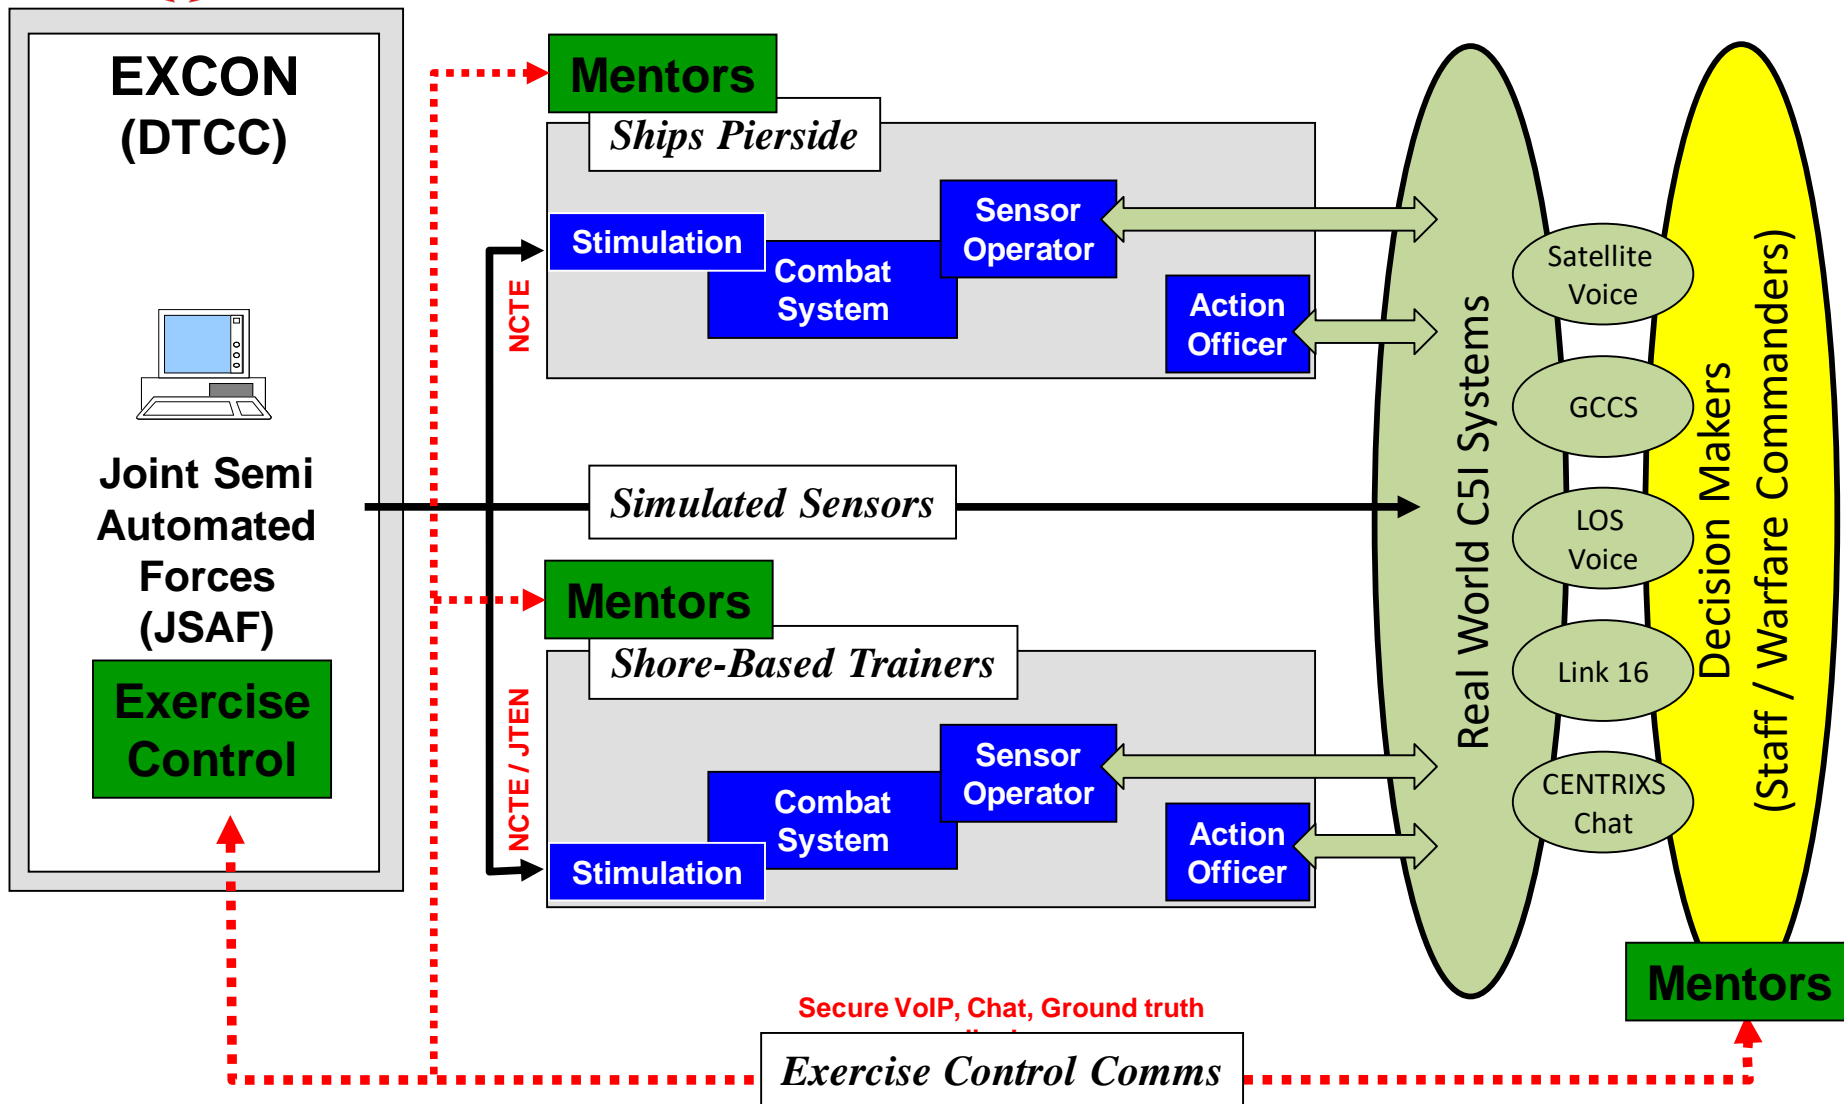 EXCON
(DTCC)
Joint Semi
Automated
Forces
(JSAF)
Exercise
Control
Mentors
Ships Pierside
Stimulation
Combat
System
Sensor
Operator
Action
Officer
NCTE
Simulated Sensors
Mentors
Shore-Based Trainers
NCTE / JTEN
Sensor
Operator
Combat
System
Stimulation
Action
Officer
Real World C5I Systems
Satellite
Voice
GCCS
LOS
Voice
Link 16
CENTRIXS
Chat
Decision Makers
(Staff / Warfare Commanders)
Mentors
Secure VoIP, Chat, Ground truth
Exercise Control Comms